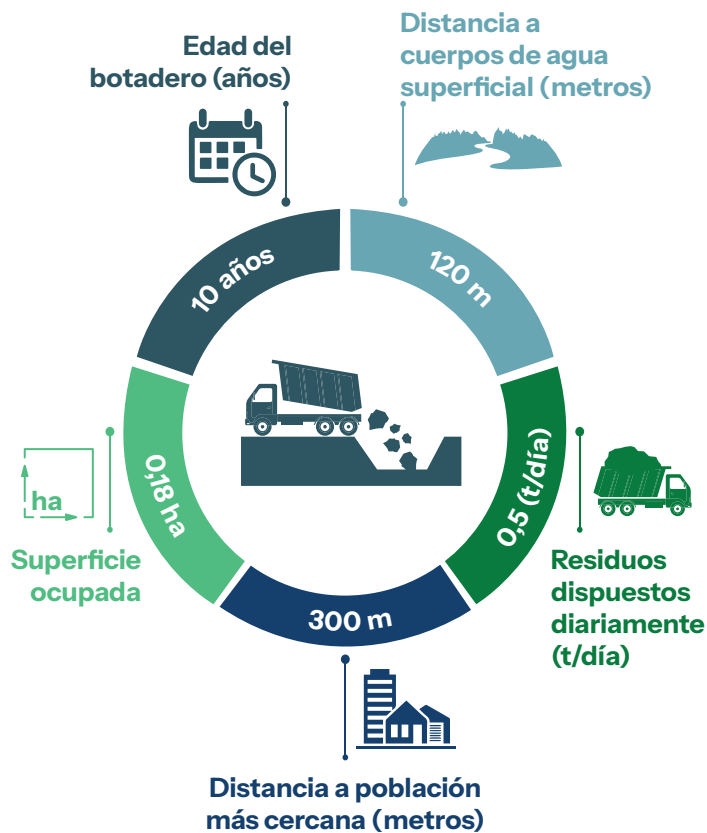 Edad del
botadero (años)
Distancia a
cuerpos de agua
superficial (metros)
10 años
120 m
0,18 ha
0,5 (t/día)
300 m
ha
Superficie
ocupada
Residuos
dispuestos
diariamente
(t/día)
Distancia a población
más cercana (metros)